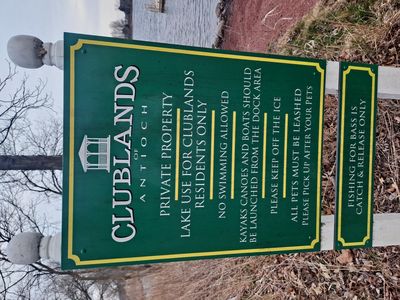 CLUBLANDS
OF
ANTIOCH
PRIVATE PROPERTY
LAKE USE FOR CLUBLANDS
RESIDENTS ONLY
NO SWIMMING ALLOWED
KAYAKS CANOES AND BOATS SHOULD
BE LAUNCHED FROM THE DOCK AREA
PLEASE KEEP OFF THE ICE
ALL PETS MUST BE LEASHED
PLEASE PICK UP AFTER YOUR PETS
FISHING FOR BASS IS
CATCH & RELEASE ONLY